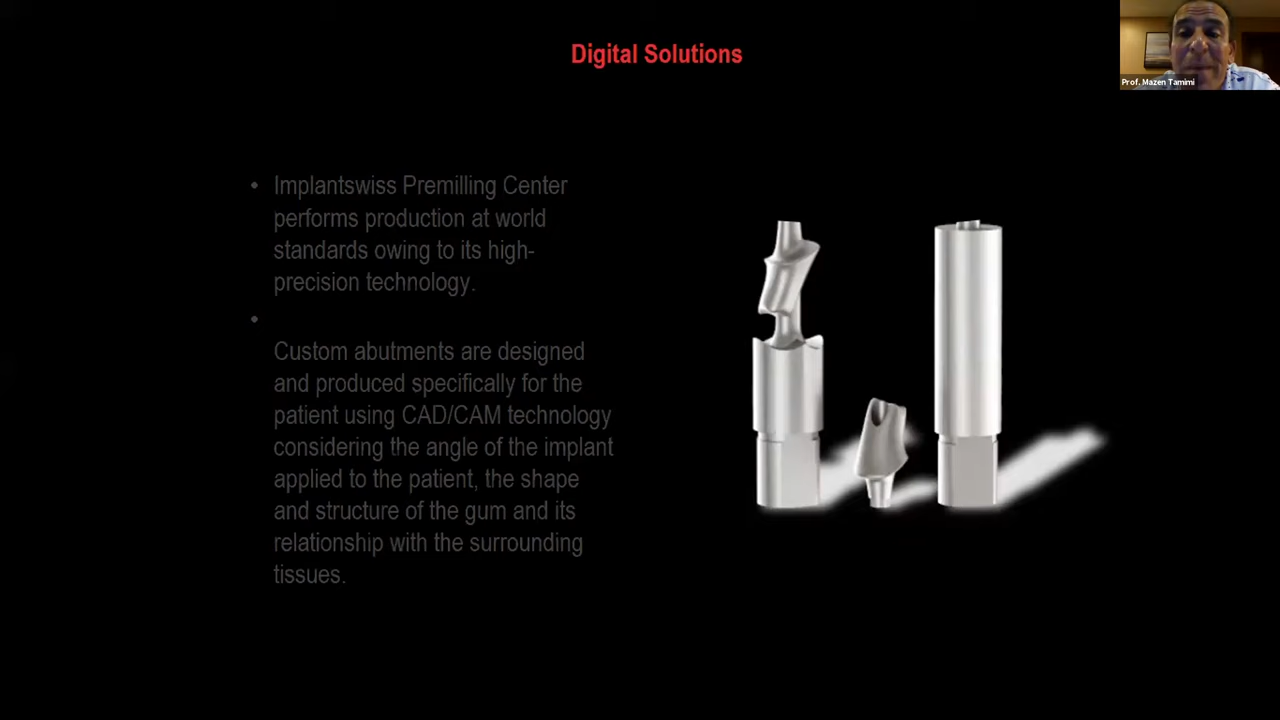 Digital Solutions
Prof. Mazen Tamimi
• Implantswiss Premilling Center
performs production at world
standards owing to its high-
precision technology.
•
Custom abutments are designed
and produced specifically for the
patient using CAD/CAM technology
considering the angle of the implant
applied to the patient, the shape
and structure of the gum and its
relationship with the surrounding
tissues.